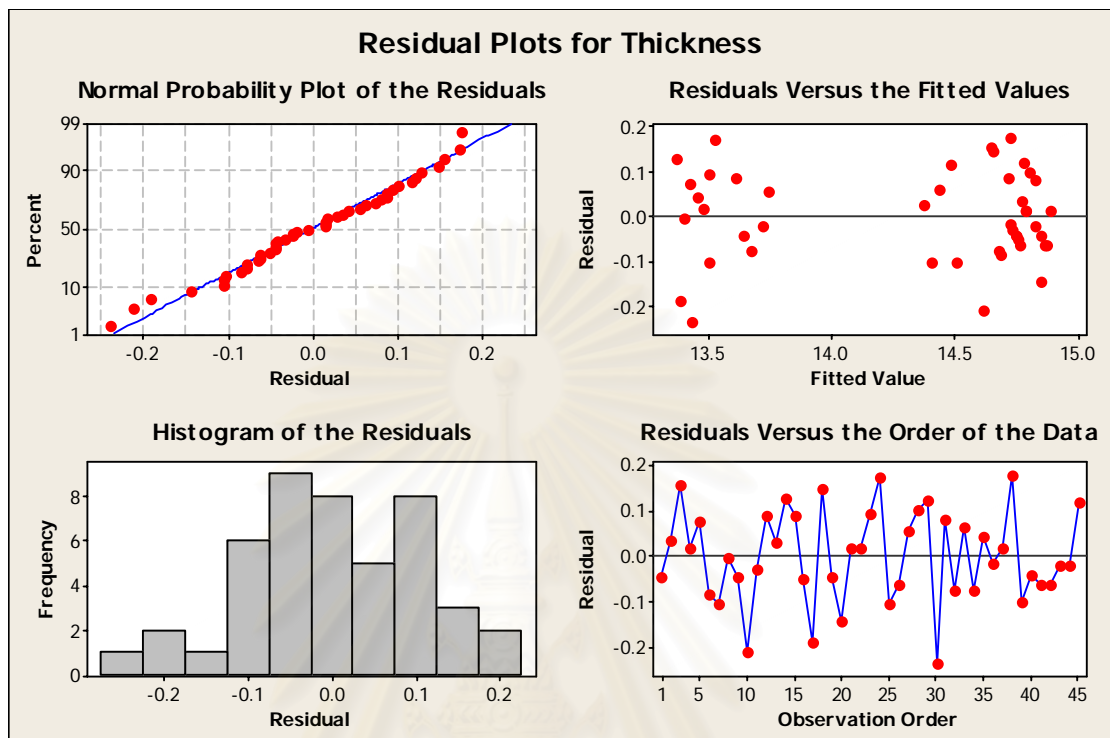 Residual Plots for Thickness
Normal Probability Plot of the Residuals
99
90
50
10
1
Percent
-0.2 -0.1 0.0 0.1 0.2
Residual
Residuals Versus the Fitted Values
0.2
0.1
0.0
-0.1
-0.2
Residual
13.5 14.0 14.5 15.0
Fitted Value
Histogram of the Residuals
8
6
4
2
0
Frequency
-0.2 -0.1 0.0 0.1 0.2
Residual
Residuals Versus the Order of the Data
0.2
0.1
0.0
-0.1
-0.2
Residual
1 5 10 15 20 25 30 35 40 45
Observation Order